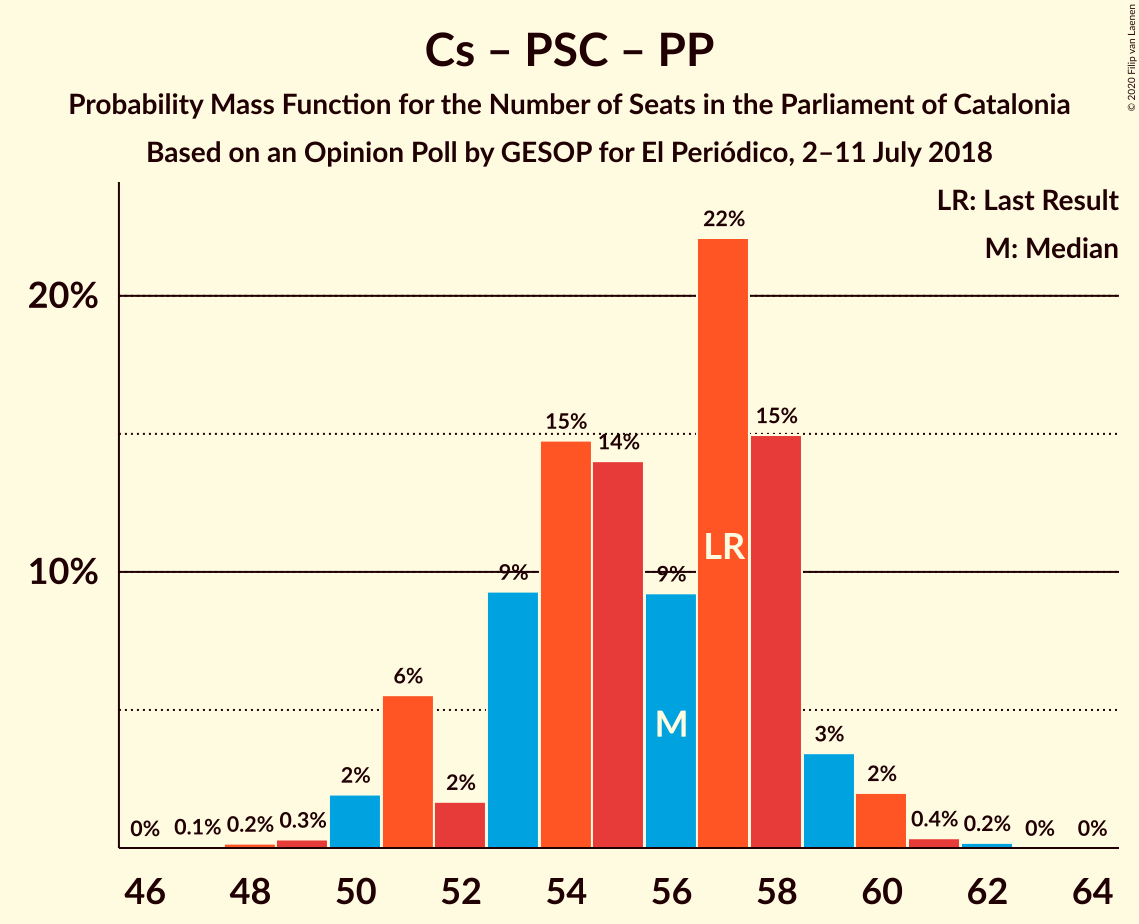 Cs – PSC – PP
Probability Mass Function for the Number of Seats in the Parliament of Catalonia
Based on an Opinion Poll by GESOP for El Periódico, 2–11 July 2018
© 2020 Filip van Laenen
LR: Last Result
M: Median
20%
10%
0% 0.1% 0.2% 0.3% 2% 6% 2% 9% 15% 14% 9% 22% 15% 3% 2% 0.4% 0.2% 0% 0%
LR
M
46 48 50 52 54 56 58 60 62 64